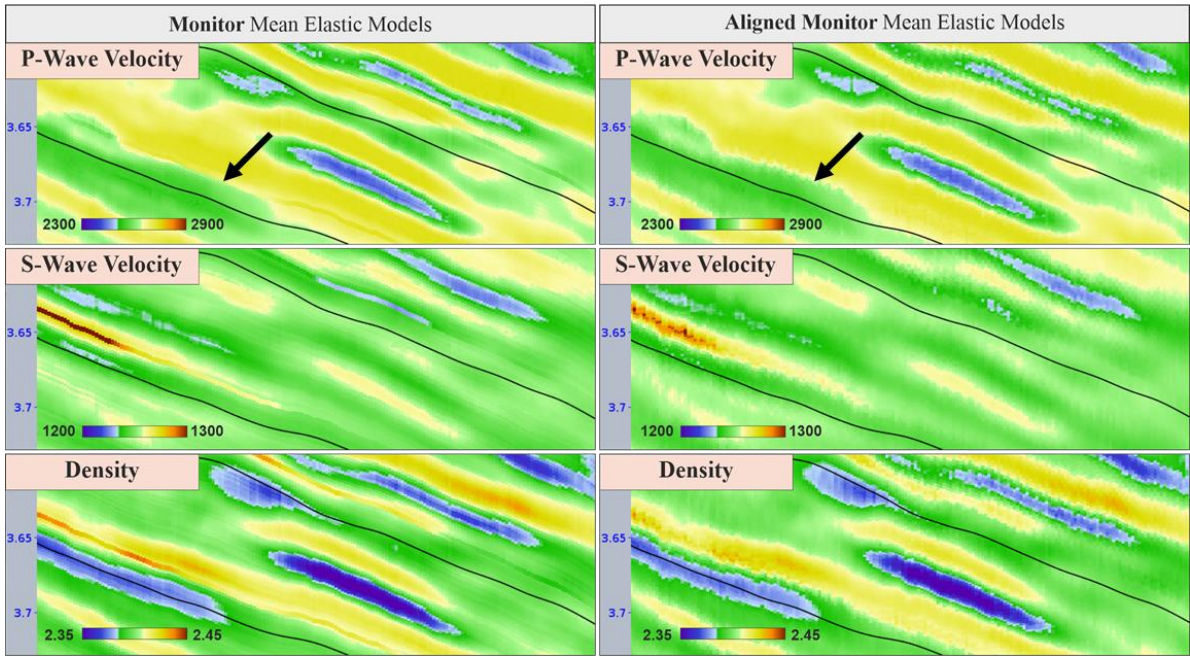 Monitor Mean Elastic Models
P-Wave Velocity
3.65
3.7
2300 2900
S-Wave Velocity
3.65
3.7
1200 1300
Density
3.65
3.7
2.35 2.45
Aligned Monitor Mean Elastic Models
P-Wave Velocity
3.65
3.7
2300 2900
S-Wave Velocity
3.65
3.7
1200 1300
Density
3.65
3.7
2.35 2.45